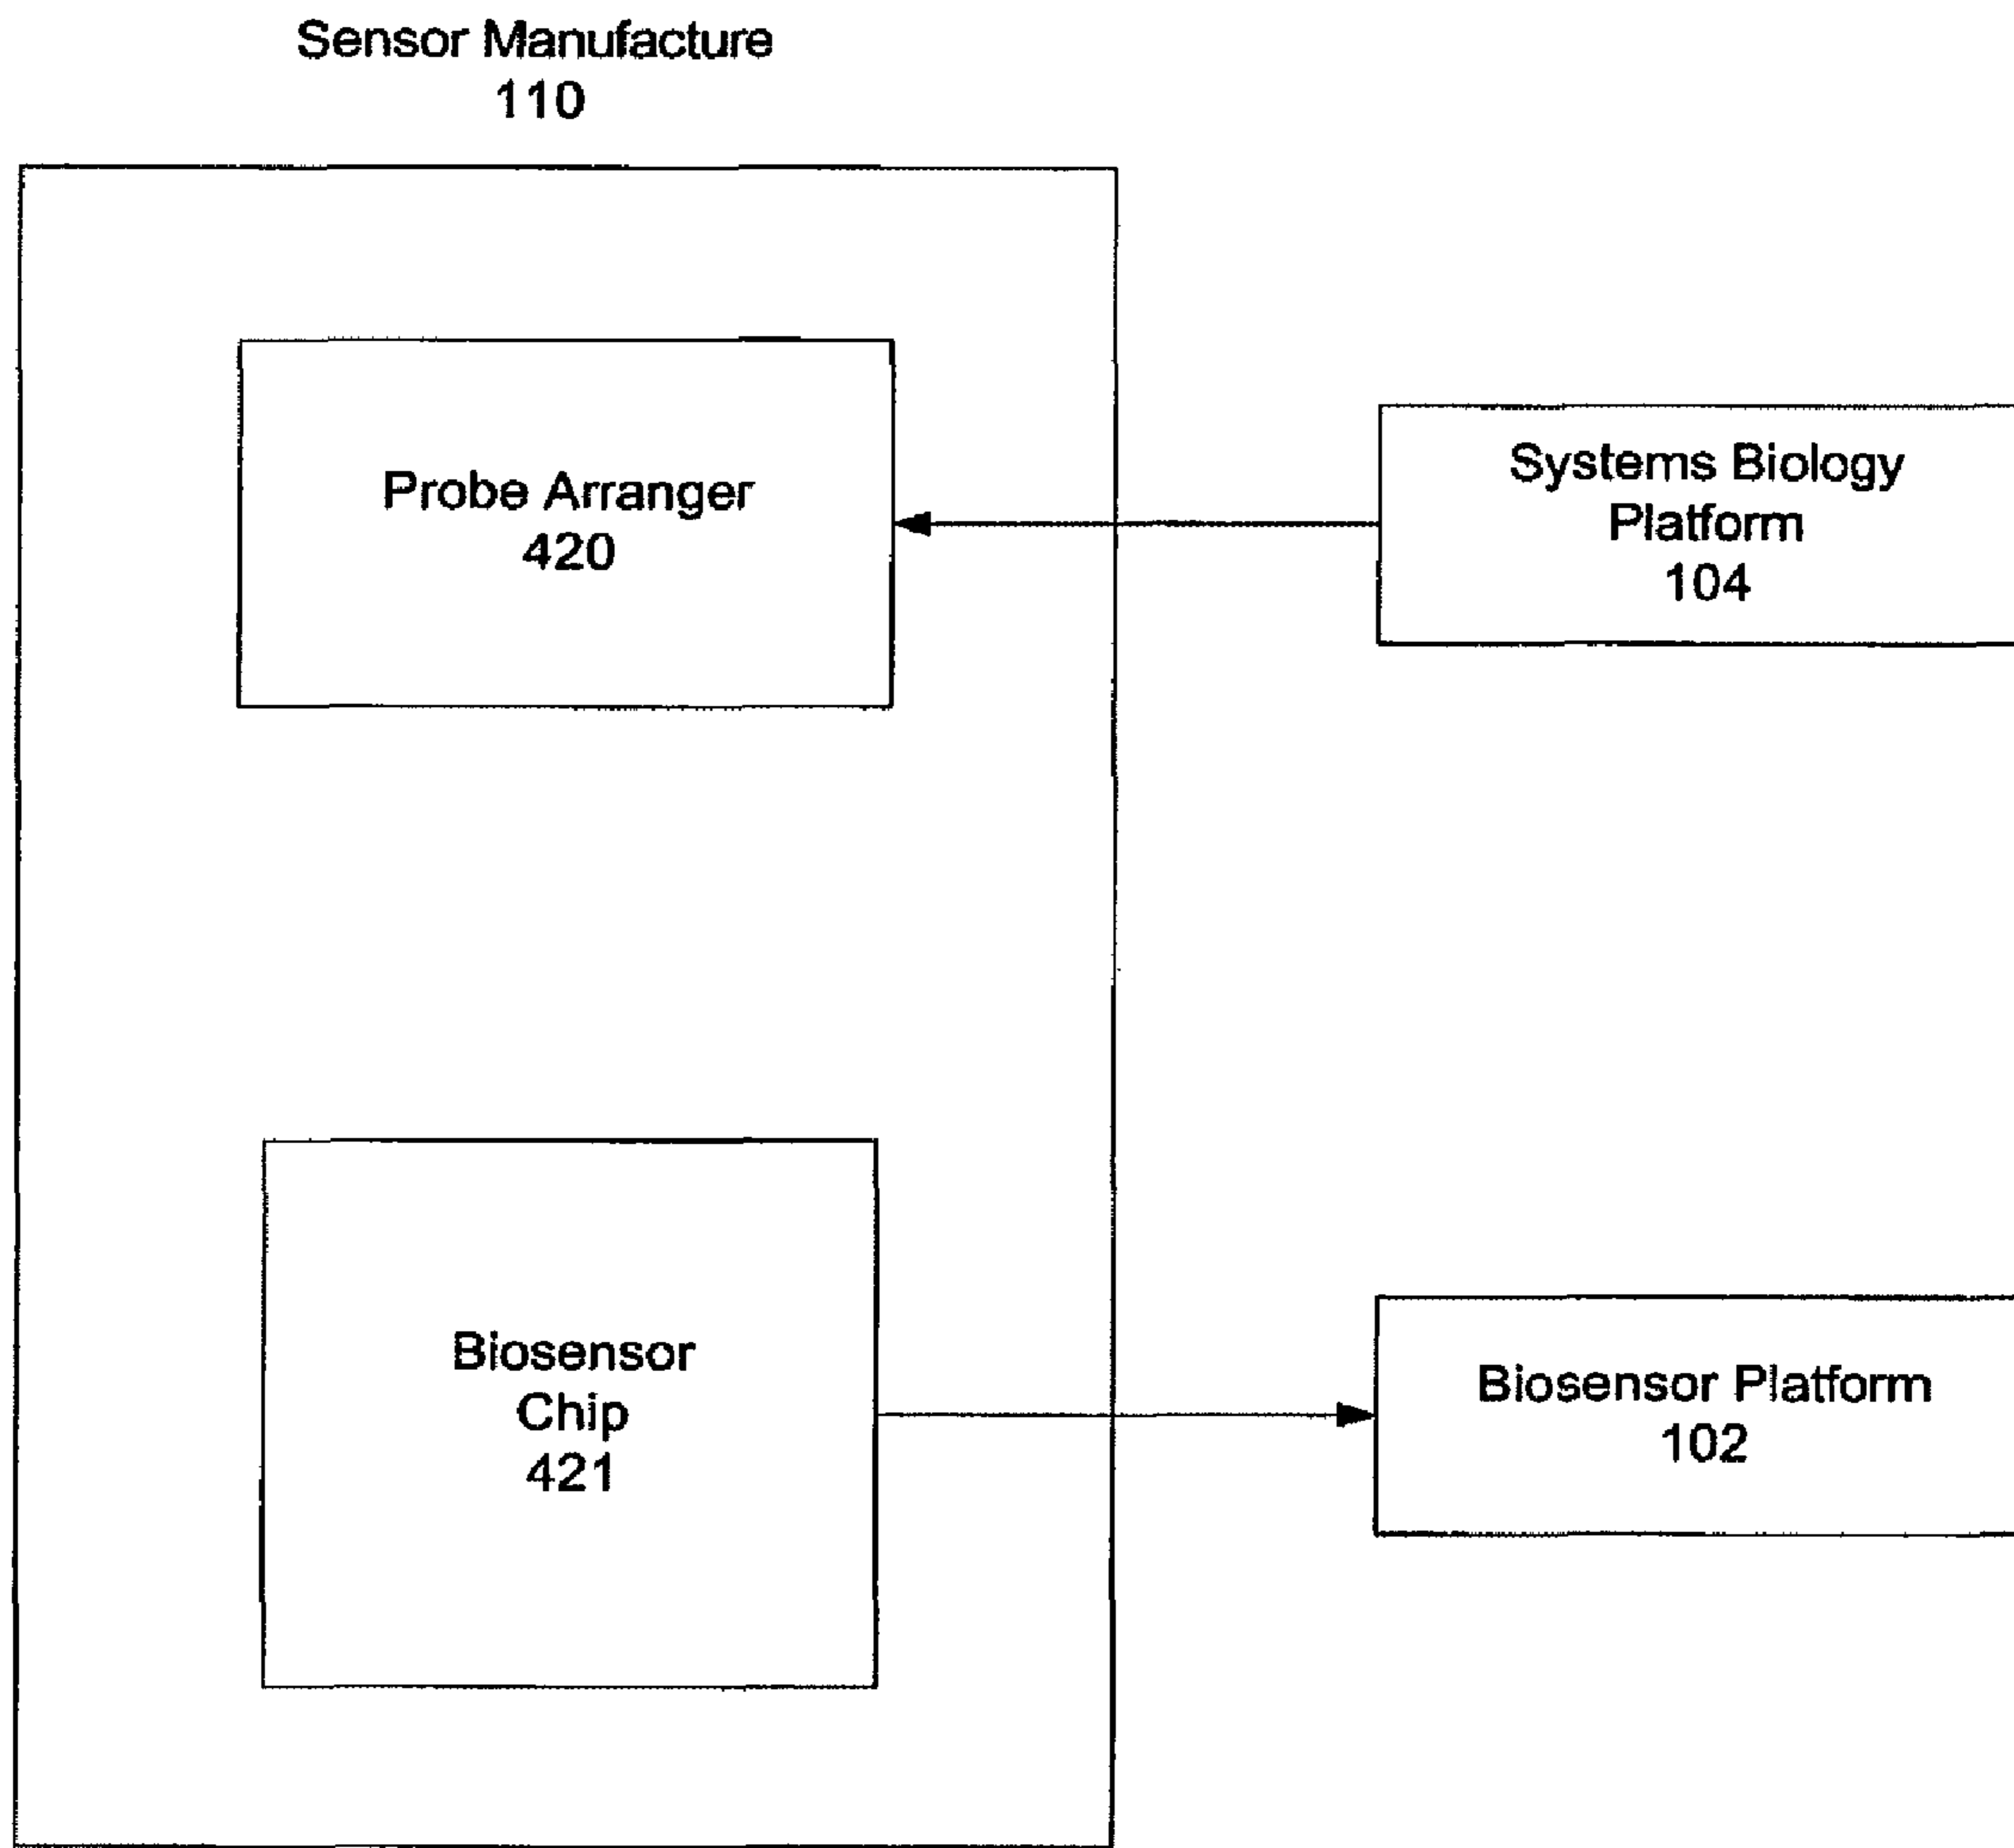 Sensor Manufacture
110
Probe Arranger
420
Systems Biology
Platform
104
Biosensor
Chip
421
Biosensor Platform
102